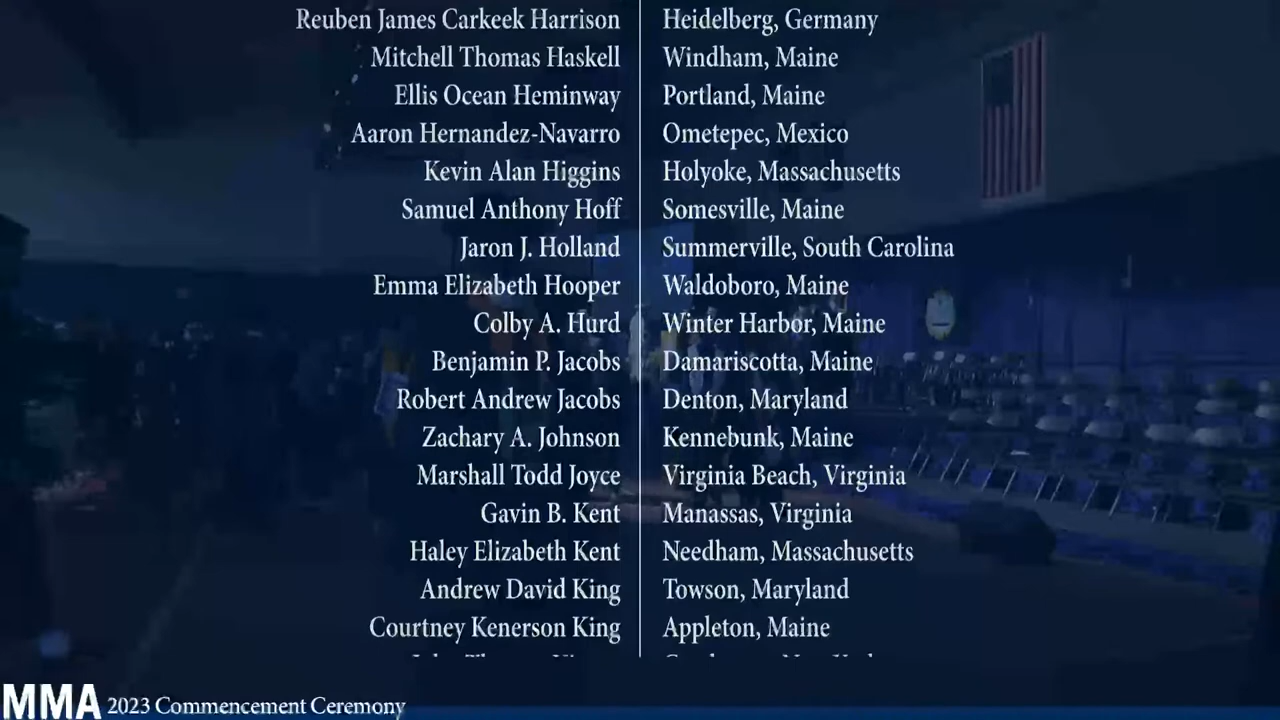 Reuben James Carkeek Harrison Heidelberg, Germany
Mitchell Thomas Haskell Windham, Maine
Ellis Ocean Heminway Portland, Maine
Aaron Hernandez-Navarro Ometepec, Mexico
Kevin Alan Higgins Holyoke, Massachusetts
Samuel Anthony Hoff Somesville, Maine
Jaron J. Holland Summerville, South Carolina
Emma Elizabeth Hooper Waldoboro, Maine
Colby A. Hurd Winter Harbor, Maine
Benjamin P. Jacobs Damariscotta, Maine
Robert Andrew Jacobs Denton, Maryland
Zachary A. Johnson Kennebunk, Maine
Marshall Todd Joyce Virginia Beach, Virginia
Gavin B. Kent Manassas, Virginia
Haley Elizabeth Kent Needham, Massachusetts
Andrew David King Towson, Maryland
Courtney Kenerson King Appleton, Maine
MMA 2023 Commencement Ceremony